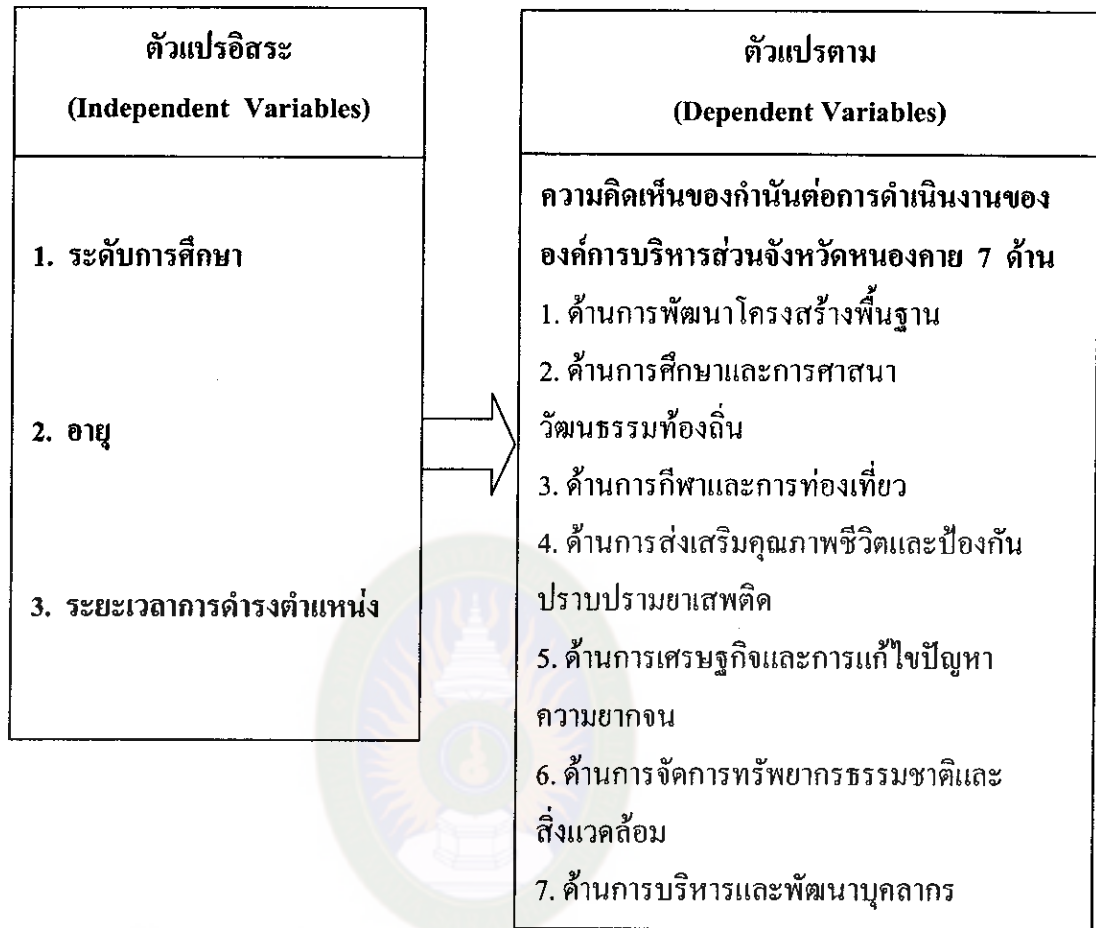 ตัวแปรอิสระ
(Independent Variables)
1. ระดับการศึกษา
2. อายุ
3. ระยะเวลาการดำรงตำแหน่ง
ตัวแปรตาม
(Dependent Variables)
ความคิดเห็นของกำนันต่อการดำเนินงานของ
องค์การบริหารส่วนจังหวัดหนองคาย 7 ด้าน
1. ด้านการพัฒนาโครงสร้างพื้นฐาน
2. ด้านการศึกษาและการศาสนา
วัฒนธรรมท้องถิ่น
3. ด้านการกีฬาและการท่องเที่ยว
4. ด้านการส่งเสริมคุณภาพชีวิตและป้องกัน
ปราบปรามยาเสพติด
5. ด้านการเศรษฐกิจและการแก้ไขปัญหา
ความยากจน
6. ด้านการจัดการทรัพยากรธรรมชาติและ
สิ่งแวดล้อม
7. ด้านการบริหารและพัฒนาบุคลากร